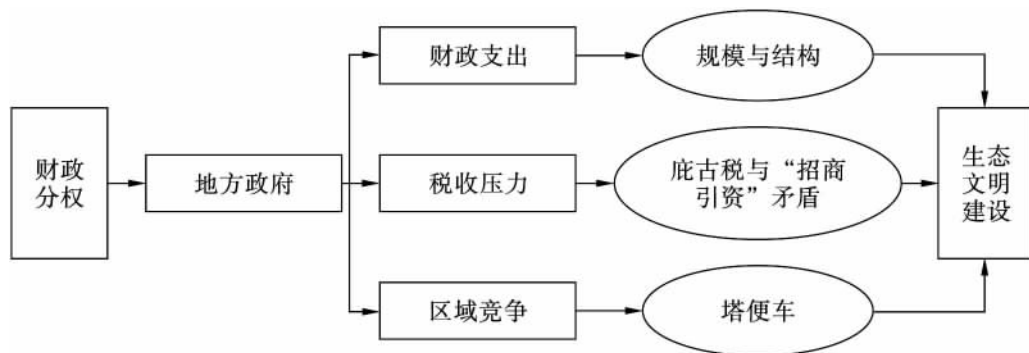 财政支出
规模与结构
财政
分权
地方政府
税收压力
庇古税与“招商
引资”矛盾
生态
文明
建设
区域竞争
塔便车